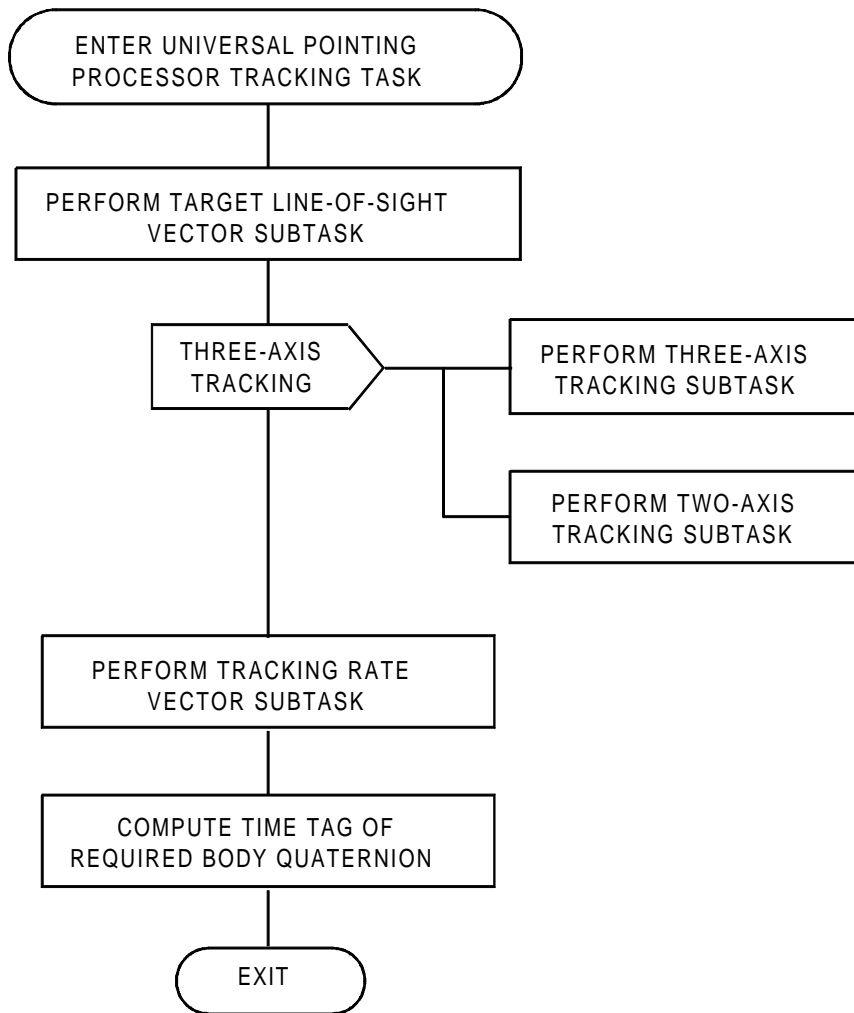 ENTER UNIVERSAL POINTING
PROCESSOR TRACKING TASK
PERFORM TARGET LINE-OF-SIGHT
VECTOR SUBTASK
THREE-AXIS
TRACKING
PERFORM THREE-AXIS
TRACKING SUBTASK
PERFORM TWO-AXIS
TRACKING SUBTASK
PERFORM TRACKING RATE
VECTOR SUBTASK
COMPUTE TIME TAG OF
REQUIRED BODY QUATERNION
EXIT